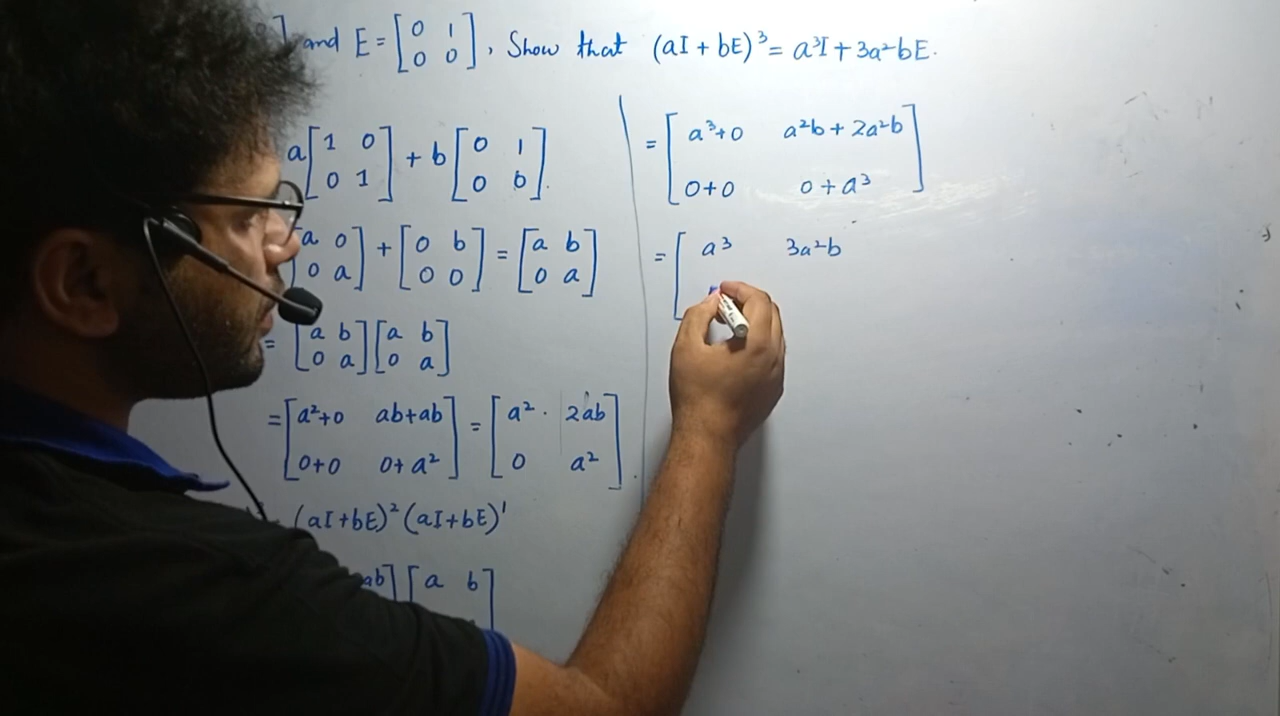 ] and E = [0 1; 0 0], Show that (aI + bE)³ = a³I + 3a²bE.
a[1 0; 0 1] + b[0 1; 0 0].
[a 0; 0 a] + [0 b; 0 0] = [a b; 0 a]
= [a b; 0 a][a b; 0 a]
= [a²+0 ab+ab; 0+0 0+a²] = [a² 2ab; 0 a²].
(aI+bE)²(aI+bE)¹
ab][a b
= [a³+0 a²b + 2a²b; 0+0 0+a³]
= [a³ 3a²b